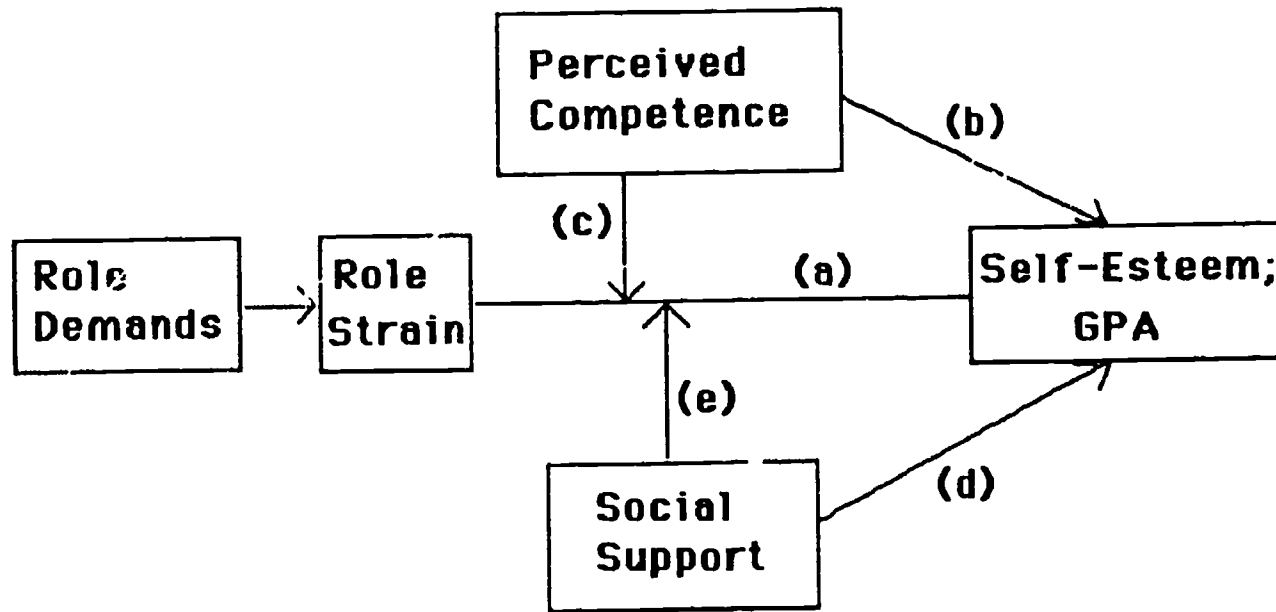 Perceived
Competence
(b)
(c)
Role
Demands
Role
Strain
(a)
Self-Esteem;
GPA
(e)
Social
Support
(d)